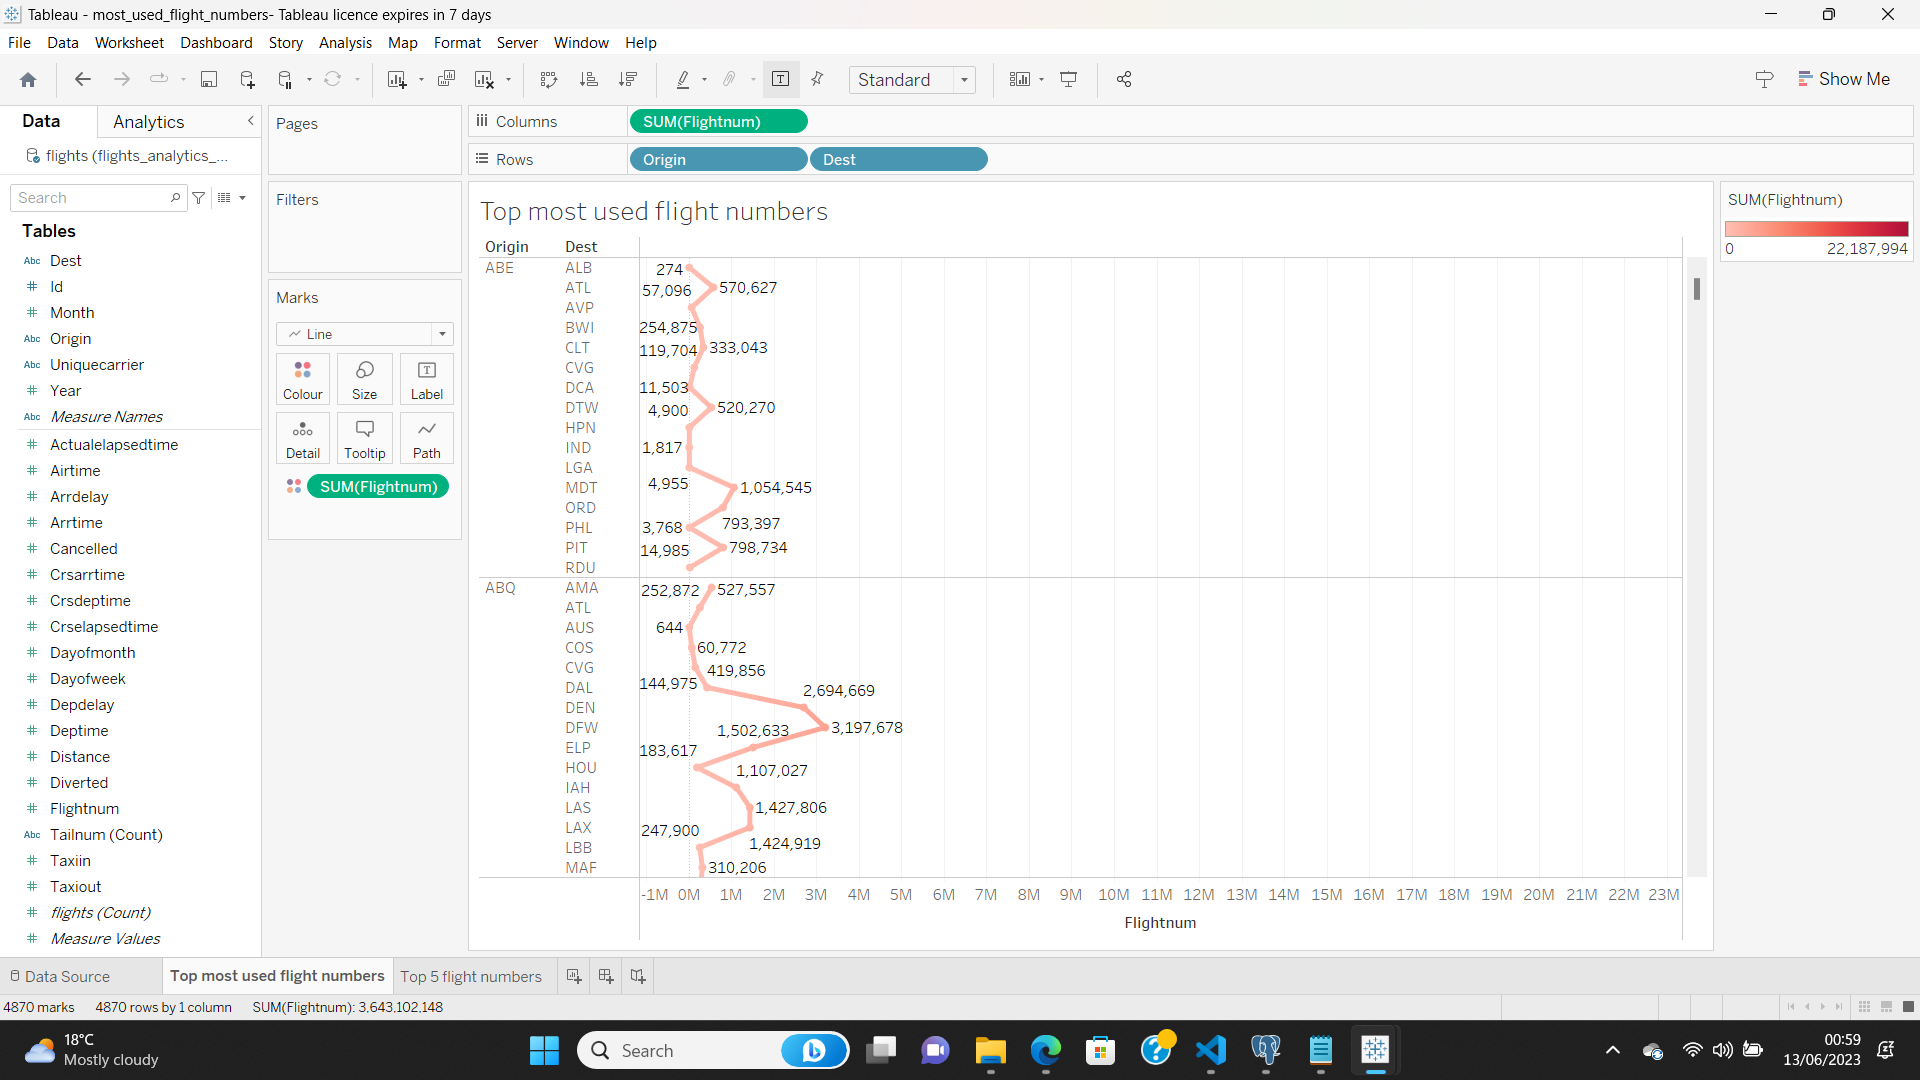 Tableau - most_used_flight_numbers- Tableau licence expires in 7 days
File Data Worksheet Dashboard Story Analysis Map Format Server Window Help
Standard
Show Me
Data Analytics
flights (flights_analytics_...
Search
Tables
Abc Dest
# Id
# Month
Abc Origin
Abc Uniquecarrier
# Year
Abc Measure Names
# Actualelapsedtime
# Airtime
# Arrdelay
# Arrtime
# Cancelled
# Crsarrtime
# Crsdeptime
# Crselapsedtime
# Dayofmonth
# Dayofweek
# Depdelay
# Deptime
# Distance
# Diverted
# Flightnum
Abc Tailnum (Count)
# Taxiin
# Taxiout
# flights (Count)
# Measure Values
Pages
Filters
Marks
Line
Colour Size Label
Detail Tooltip Path
SUM(Flightnum)
Columns SUM(Flightnum)
Rows Origin Dest
Top most used flight numbers
Origin Dest
ABE ALB 274
ATL 57,096 570,627
AVP
BWI 254,875
CLT 119,704 333,043
CVG
DCA 11,503
DTW 4,900 520,270
HPN
IND 1,817
LGA
MDT 4,955 1,054,545
ORD 793,397
PHL 3,768
PIT 14,985 798,734
RDU
ABQ AMA 252,872 527,557
ATL
AUS 644
COS 60,772
CVG 419,856
DAL 144,975 2,694,669
DEN
DFW 1,502,633 3,197,678
ELP 183,617
HOU 1,107,027
IAH
LAS 1,427,806
LAX 247,900
LBB 1,424,919
MAF 310,206
-1M 0M 1M 2M 3M 4M 5M 6M 7M 8M 9M 10M 11M 12M 13M 14M 15M 16M 17M 18M 19M 20M 21M 22M 23M
Flightnum
SUM(Flightnum)
0 22,187,994
Data Source Top most used flight numbers Top 5 flight numbers
4870 marks 4870 rows by 1 column SUM(Flightnum): 3,643,102,148
18°C
Mostly cloudy
Search
00:59
13/06/2023